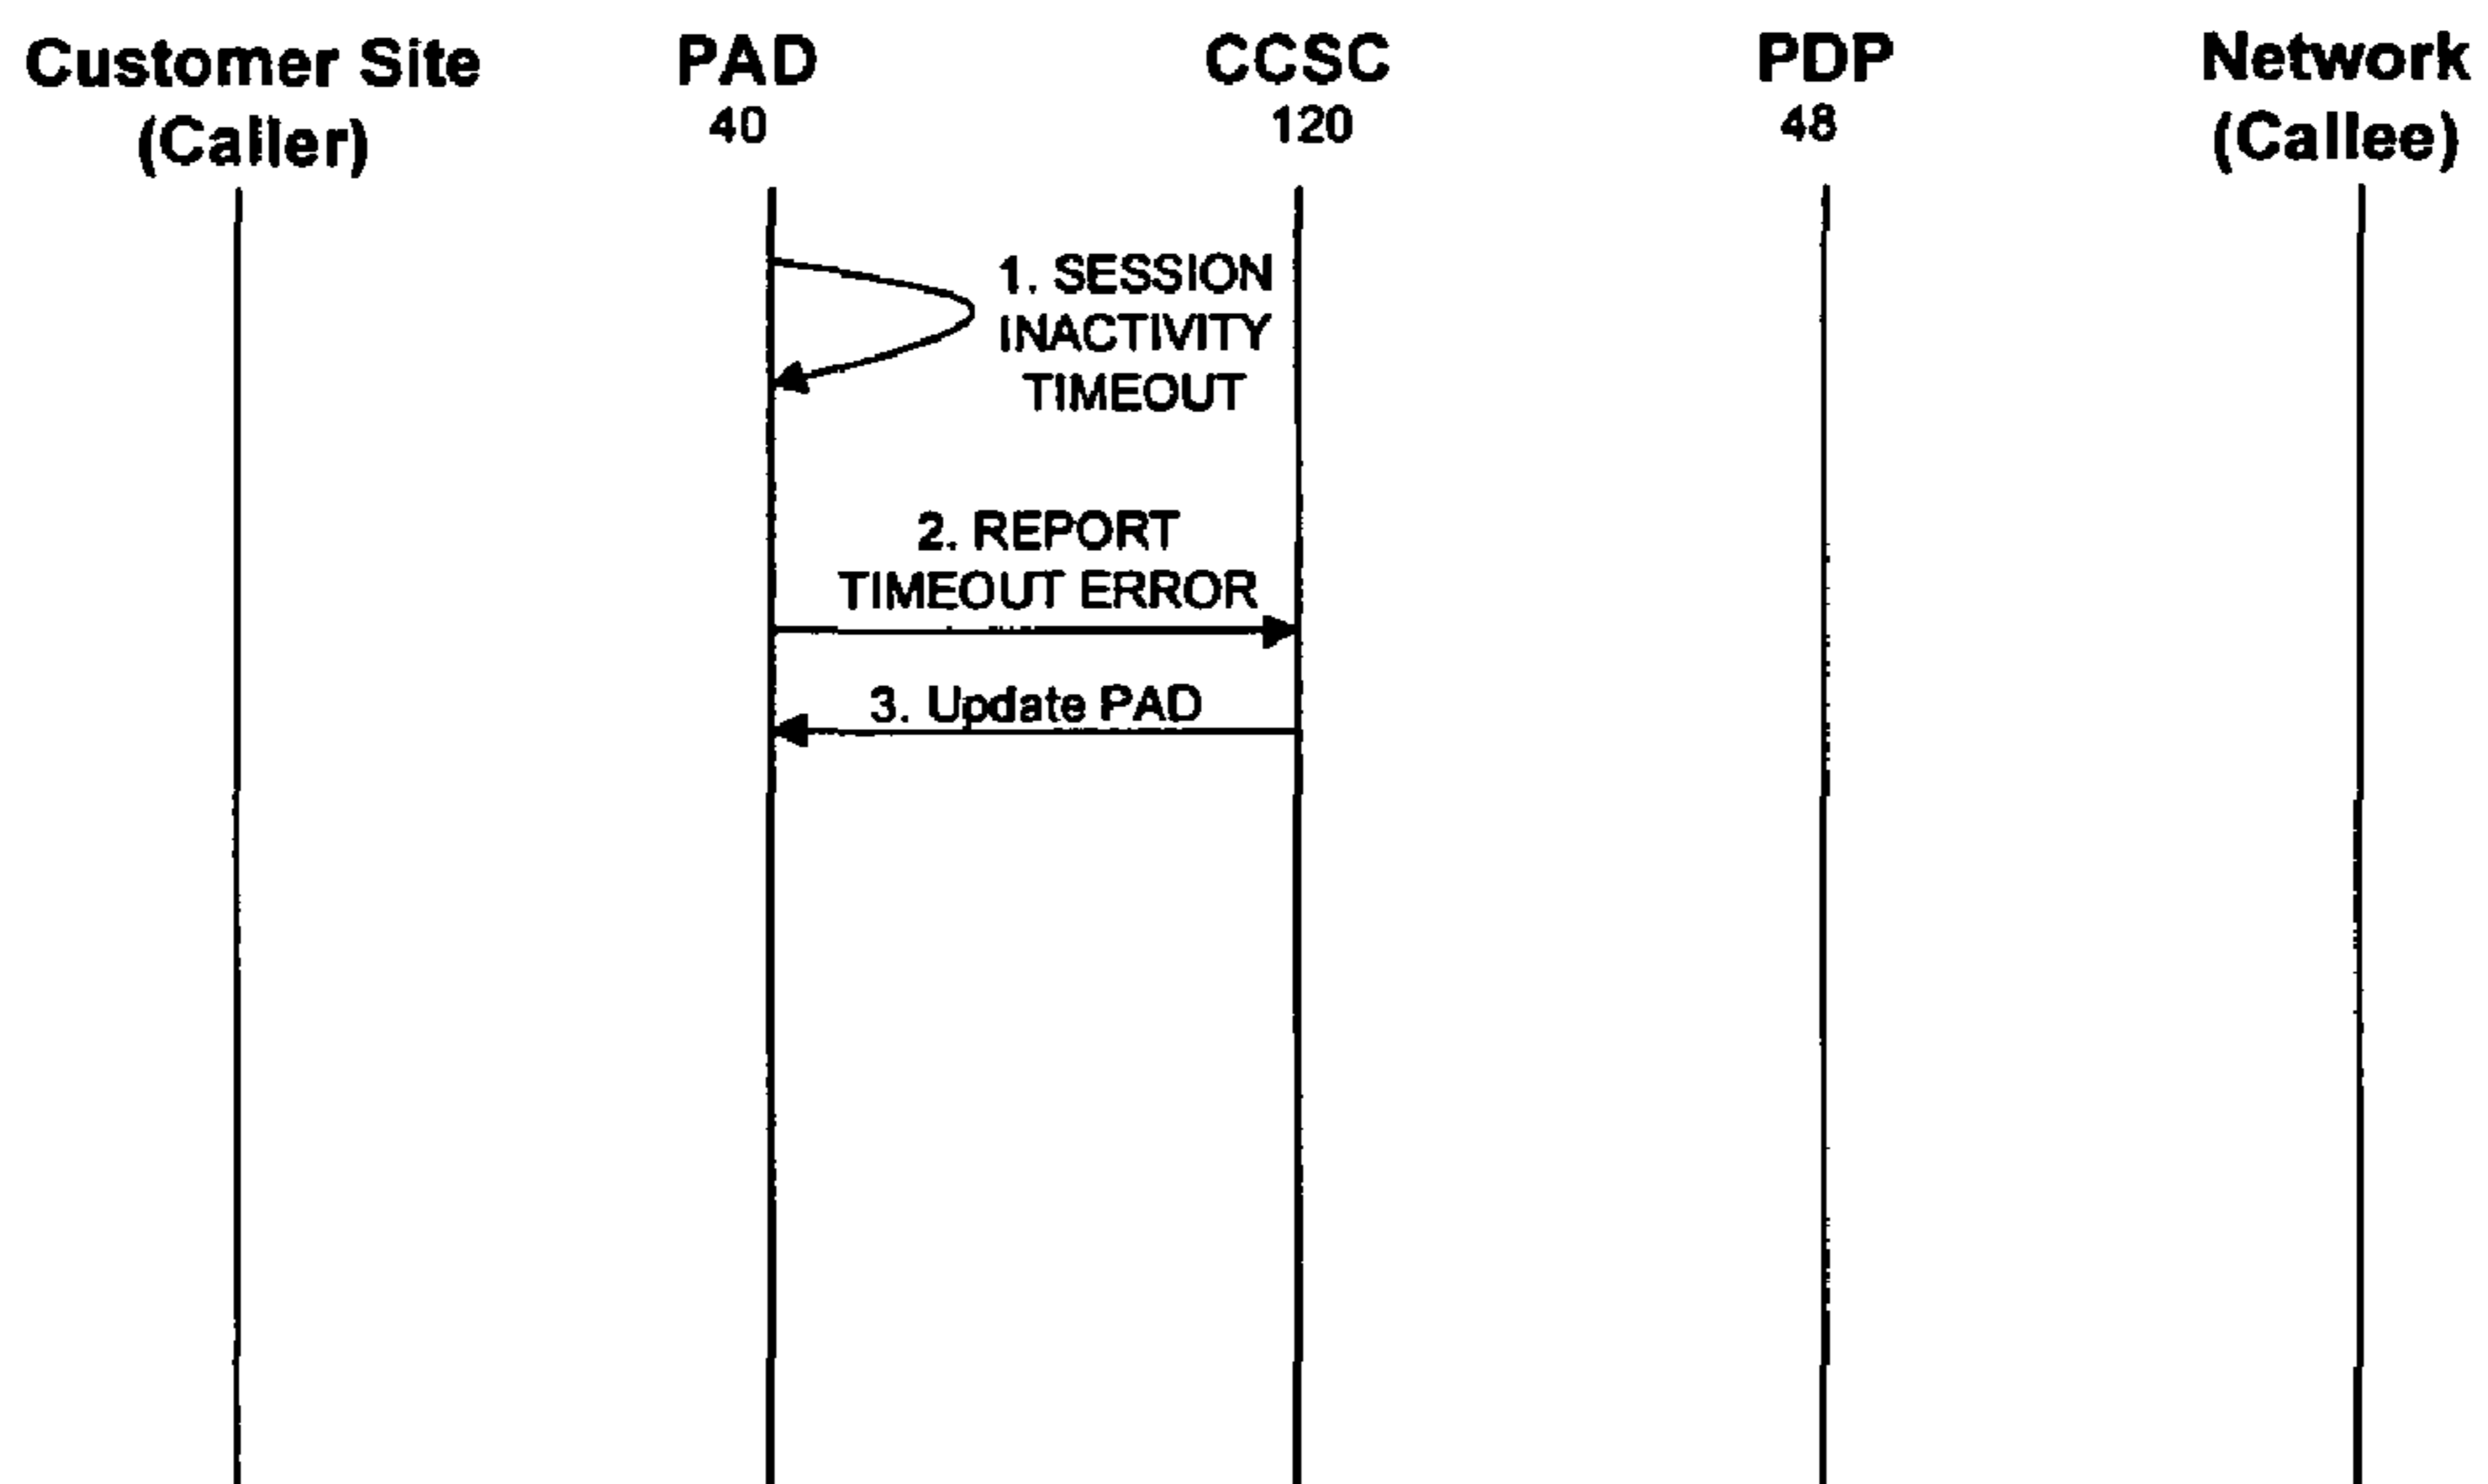 Customer Site
(Caller)
PAD
40
CCSC
120
PDP
48
Network
(Callee)
1. SESSION
INACTIVITY
TIMEOUT
2. REPORT
TIMEOUT ERROR
3. Update PAD